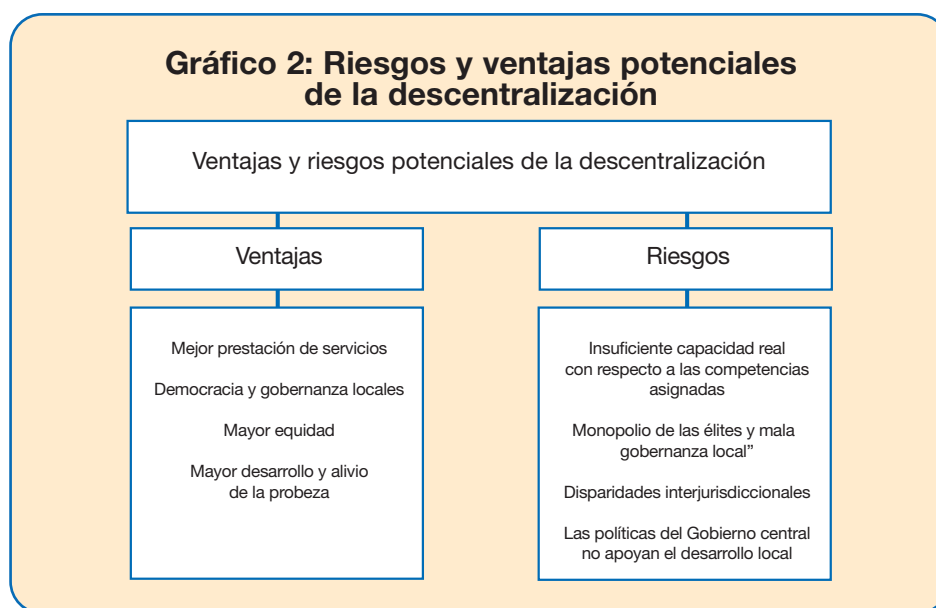 Gráfico 2: Riesgos y ventajas potenciales
de la descentralización
Ventajas y riesgos potenciales de la descentralización
Ventajas
Mejor prestación de servicios
Democracia y gobernanza locales
Mayor equidad
Mayor desarrollo y alivio
de la probeza
Riesgos
Insuficiente capacidad real
con respecto a las competencias
asignadas
Monopolio de las élites y mala
gobernanza local”
Disparidades interjurisdiccionales
Las políticas del Gobierno central
no apoyan el desarrollo local